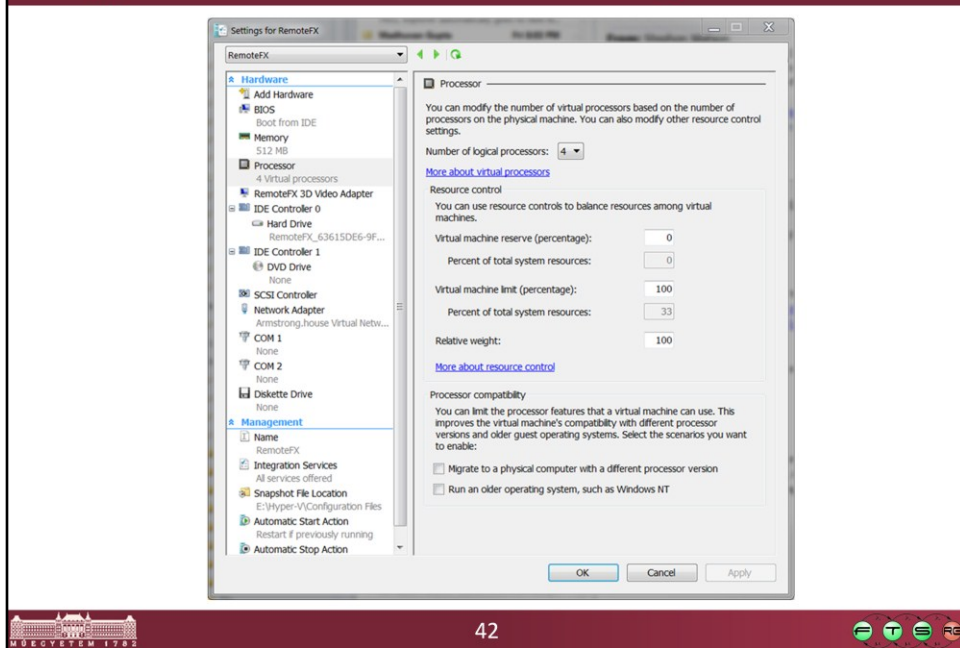 Settings for RemoteFX
RemoteFX
Hardware
Add Hardware
BIOS
Boot from IDE
Memory
512 MB
Processor
4 Virtual processors
RemoteFX 3D Video Adapter
IDE Controller 0
Hard Drive
RemoteFX_63615DE6-9F...
IDE Controller 1
DVD Drive
None
SCSI Controller
Network Adapter
Armstrong.house Virtual Netw...
COM 1
None
COM 2
None
Diskette Drive
None
Management
Name
RemoteFX
Integration Services
All services offered
Snapshot File Location
E:\Hyper-V\Configuration Files
Automatic Start Action
Restart if previously running
Automatic Stop Action
Processor
You can modify the number of virtual processors based on the number of
processors on the physical machine. You can also modify other resource control
settings.
Number of logical processors: 4
More about virtual processors
Resource control
You can use resource controls to balance resources among virtual
machines.
Virtual machine reserve (percentage): 0
Percent of total system resources: 0
Virtual machine limit (percentage): 100
Percent of total system resources: 33
Relative weight: 100
More about resource control
Processor compatibility
You can limit the processor features that a virtual machine can use. This
improves the virtual machine's compatibility with different processor
versions and older guest operating systems. Select the scenarios you want
to enable:
Migrate to a physical computer with a different processor version
Run an older operating system, such as Windows NT
OK Cancel Apply
MŰEGYETEM 1782
42
F T S RG